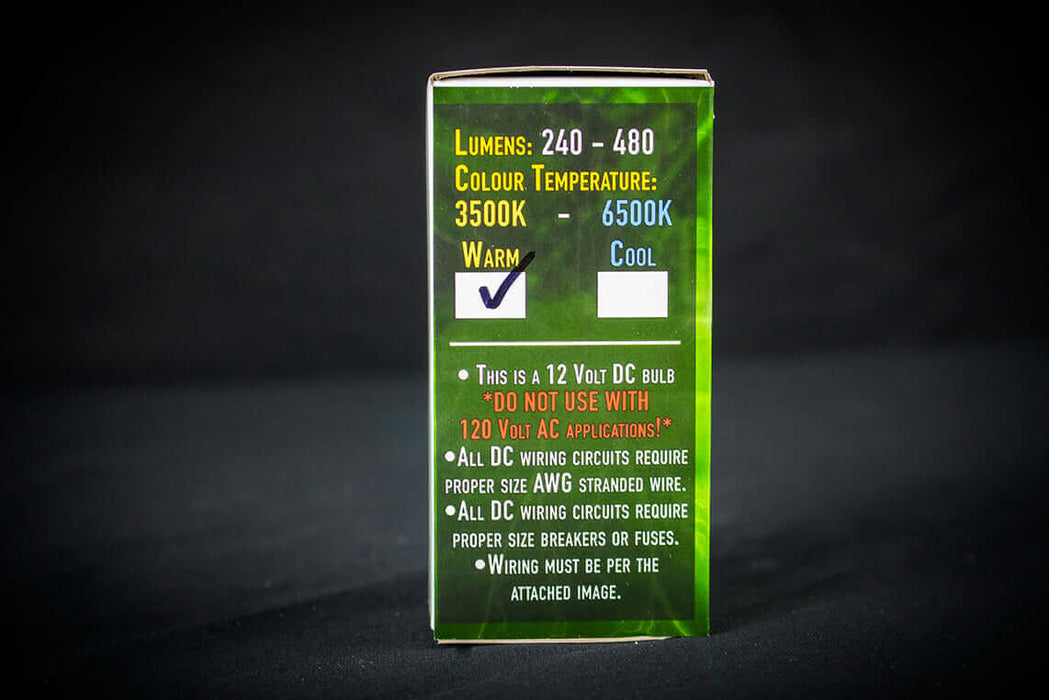 Lumens: 240 - 480
Colour Temperature:
3500K - 6500K
Warm Cool
• This is a 12 Volt DC bulb
*DO NOT USE WITH
120 Volt AC applications!*
•All DC wiring circuits require
proper size AWG stranded wire.
•All DC wiring circuits require
proper size breakers or fuses.
•Wiring must be per the
attached image.